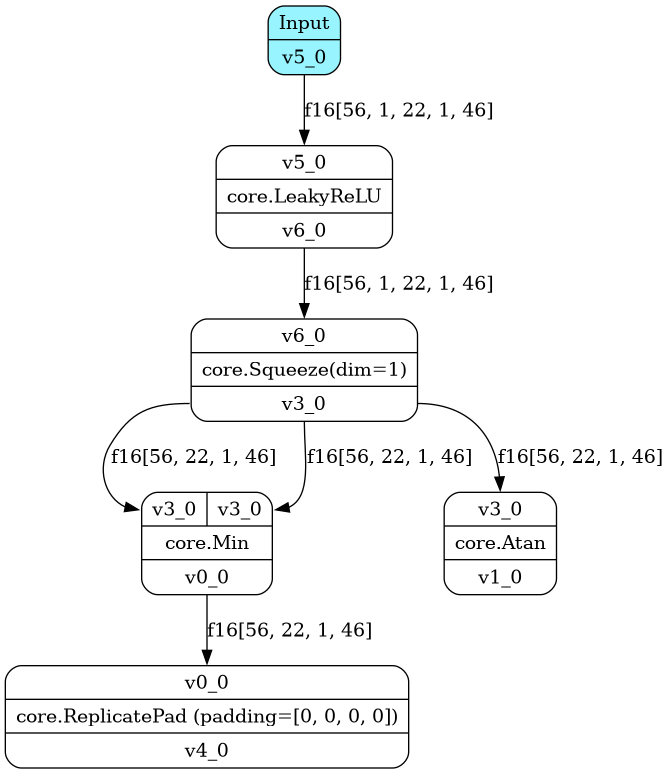 Input
v5_0
f16[56, 1, 22, 1, 46]
v5_0
core.LeakyReLU
v6_0
f16[56, 1, 22, 1, 46]
v6_0
core.Squeeze(dim=1)
v3_0
f16[56, 22, 1, 46]
f16[56, 22, 1, 46]
f16[56, 22, 1, 46]
v3_0
v3_0
core.Min
v0_0
v3_0
core.Atan
v1_0
f16[56, 22, 1, 46]
v0_0
core.ReplicatePad (padding=[0, 0, 0, 0])
v4_0